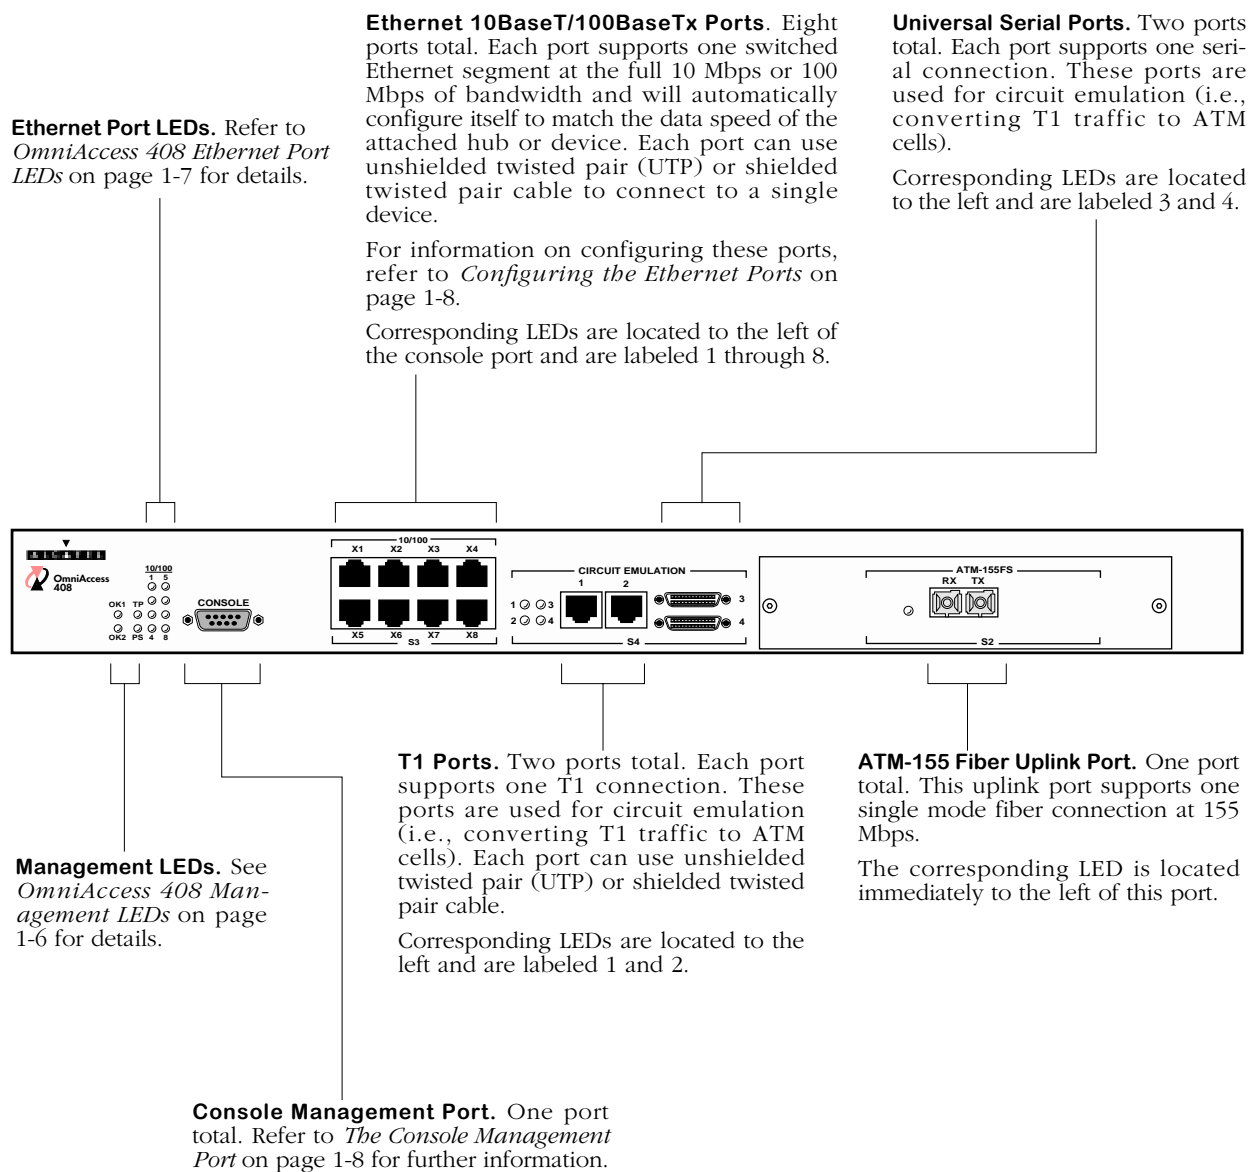 Ethernet 10BaseT/100BaseTx Ports. Eight
ports total. Each port supports one switched
Ethernet segment at the full 10 Mbps or 100
Mbps of bandwidth and will automatically
configure itself to match the data speed of the
attached hub or device. Each port can use
unshielded twisted pair (UTP) or shielded
twisted pair cable to connect to a single
device.
For information on configuring these ports,
refer to Configuring the Ethernet Ports on
page 1-8.
Corresponding LEDs are located to the left of
the console port and are labeled 1 through 8.
Universal Serial Ports. Two ports
total. Each port supports one seri-
al connection. These ports are
used for circuit emulation (i.e.,
converting T1 traffic to ATM
cells).
Corresponding LEDs are located
to the left and are labeled 3 and 4.
Ethernet Port LEDs. Refer to
OmniAccess 408 Ethernet Port
LEDs on page 1-7 for details.
OmniAccess
408
10/100
1 5
OK1 TP
OK2 PS 4 8
CONSOLE
10/100
X1 X2 X3 X4
X5 X6 X7 X8
S3
CIRCUIT EMULATION
1 2
1 3
2 4
3
4
S4
ATM-155FS
RX TX
S2
T1 Ports. Two ports total. Each port
supports one T1 connection. These
ports are used for circuit emulation
(i.e., converting T1 traffic to ATM
cells). Each port can use unshielded
twisted pair (UTP) or shielded twisted
pair cable.
Corresponding LEDs are located to the
left and are labeled 1 and 2.
ATM-155 Fiber Uplink Port. One port
total. This uplink port supports one
single mode fiber connection at 155
Mbps.
The corresponding LED is located
immediately to the left of this port.
Management LEDs. See
OmniAccess 408 Man-
agement LEDs on page
1-6 for details.
Console Management Port. One port
total. Refer to The Console Management
Port on page 1-8 for further information.